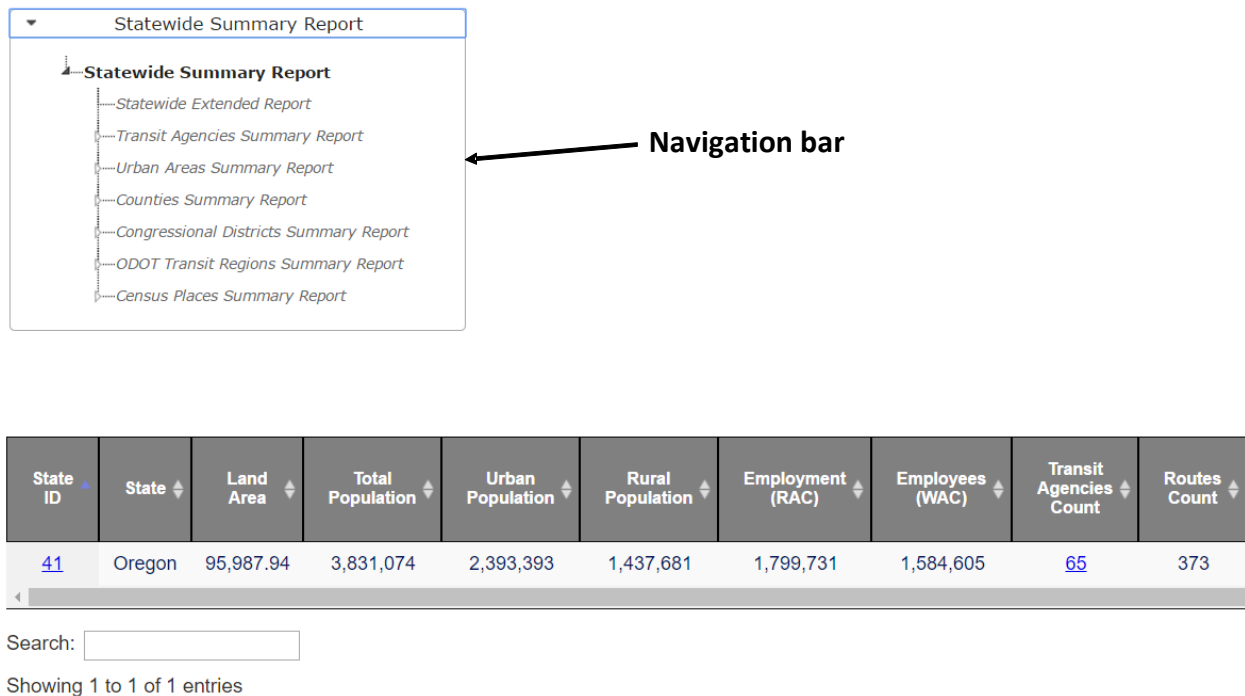 Statewide Summary Report
Statewide Summary Report
Statewide Extended Report
Transit Agencies Summary Report
Urban Areas Summary Report
Counties Summary Report
Congressional Districts Summary Report
ODOT Transit Regions Summary Report
Census Places Summary Report
Navigation bar
State ID State Land Area Total Population Urban Population Rural Population Employment (RAC) Employees (WAC) Transit Agencies Count Routes Count
41 Oregon 95,987.94 3,831,074 2,393,393 1,437,681 1,799,731 1,584,605 65 373
Search:
Showing 1 to 1 of 1 entries